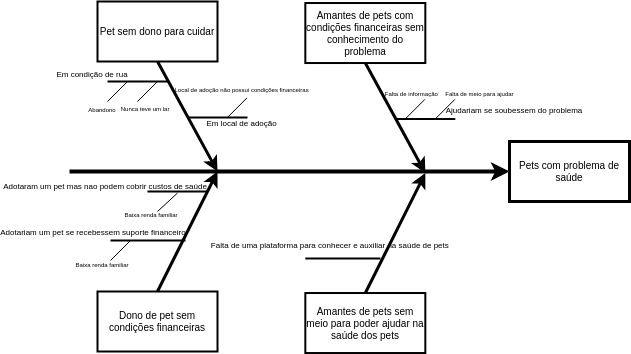 Pet sem dono para cuidar
Amantes de pets com
condições financeiras sem
conhecimento do
problema
Em condição de rua
Abandono
Nunca teve um lar
Local de adoção não possui condições financeiras
Em local de adoção
Falta de informação
Falta de meio para ajudar
Ajudariam se soubessem do problema
Pets com problema de
saúde
Adotaram um pet mas nao podem cobrir custos de saúde
Baixa renda familiar
Adotariam um pet se recebessem suporte financeiro
Baixa renda familiar
Falta de uma plataforma para conhecer e auxiliar na saúde de pets
Dono de pet sem
condições financeiras
Amantes de pets sem
meio para poder ajudar na
saúde dos pets